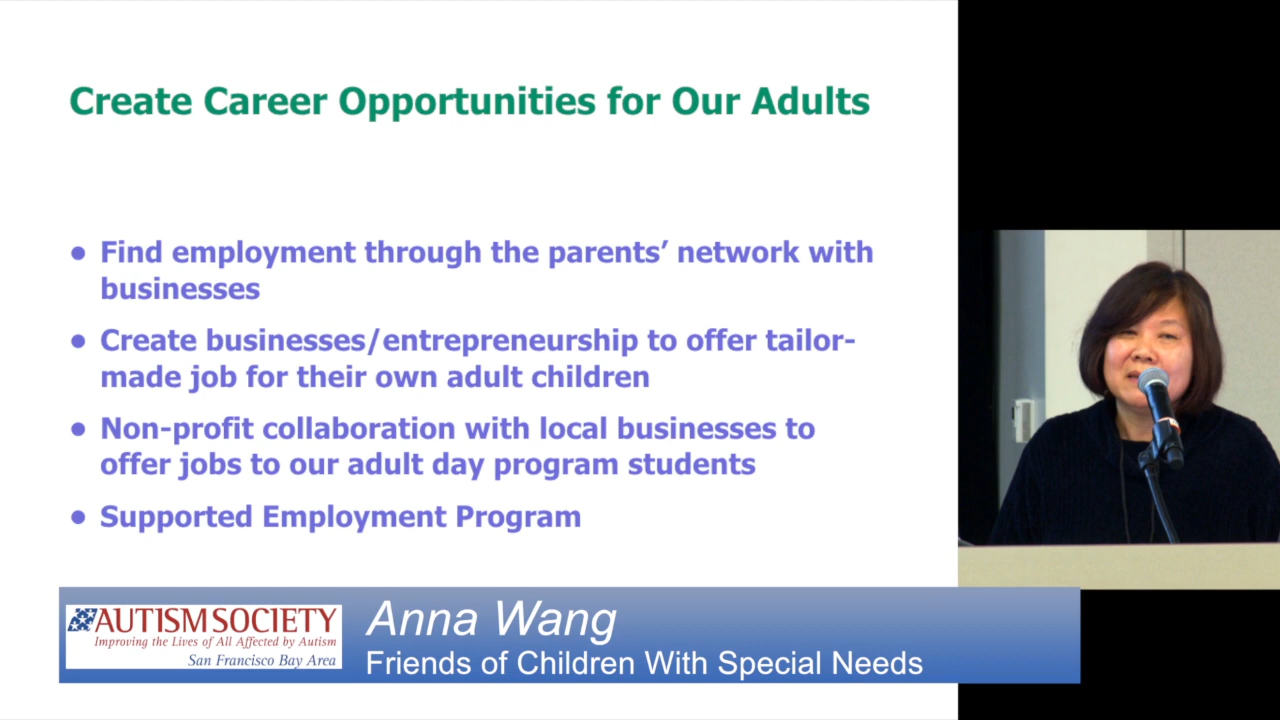 Create Career Opportunities for Our Adults
• Find employment through the parents’ network with
businesses
• Create businesses/entrepreneurship to offer tailor-
made job for their own adult children
• Non-profit collaboration with local businesses to
offer jobs to our adult day program students
• Supported Employment Program
AUTISM SOCIETY
Improving the Lives of All Affected by Autism
San Francisco Bay Area
Anna Wang
Friends of Children With Special Needs